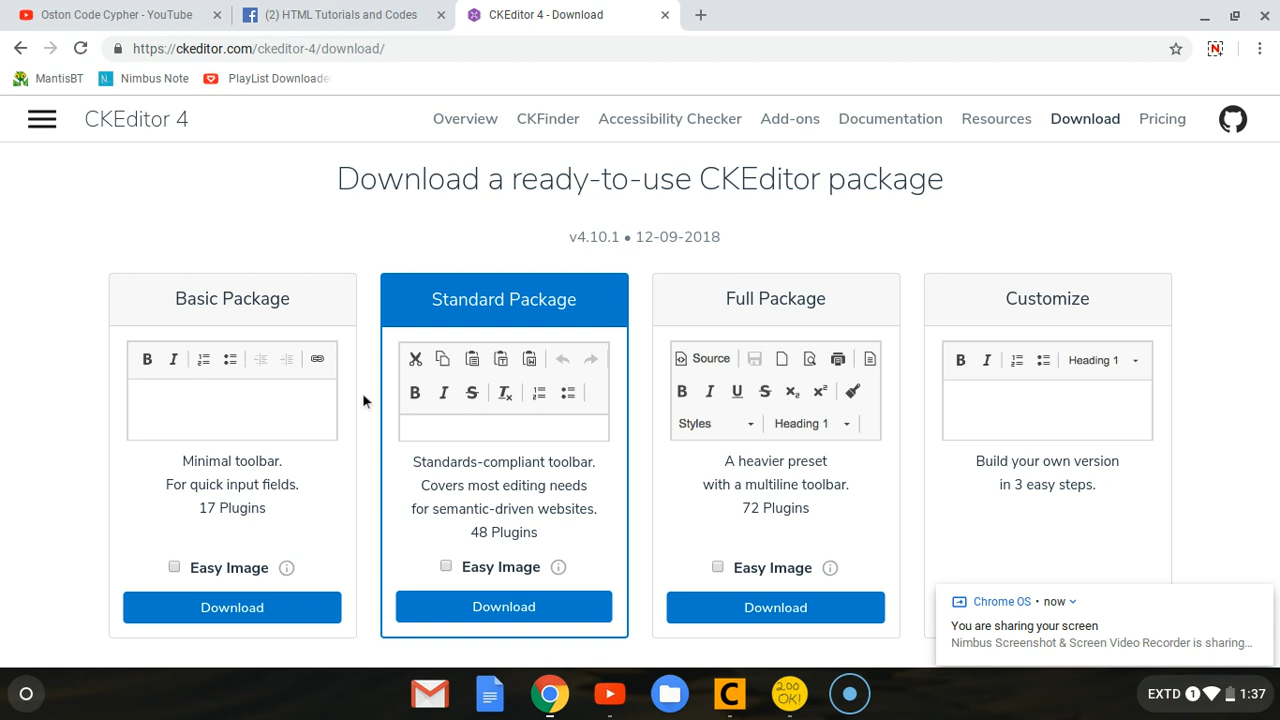 Oston Code Cypher - YouTube
(2) HTML Tutorials and Codes
CKEditor 4 - Download
https://ckeditor.com/ckeditor-4/download/
MantisBT
Nimbus Note
PlayList Downloade
CKEditor 4
Overview
CKFinder
Accessibility Checker
Add-ons
Documentation
Resources
Download
Pricing
Download a ready-to-use CKEditor package
v4.10.1 • 12-09-2018
Basic Package
Minimal toolbar.
For quick input fields.
17 Plugins
Easy Image
Download
Standard Package
Standards-compliant toolbar.
Covers most editing needs
for semantic-driven websites.
48 Plugins
Easy Image
Download
Full Package
Source
Styles
Heading 1
A heavier preset
with a multiline toolbar.
72 Plugins
Easy Image
Download
Customize
Heading 1
Build your own version
in 3 easy steps.
Chrome OS • now
You are sharing your screen
Nimbus Screenshot & Screen Video Recorder is sharing...
200 OK!
EXTD 1 1:37